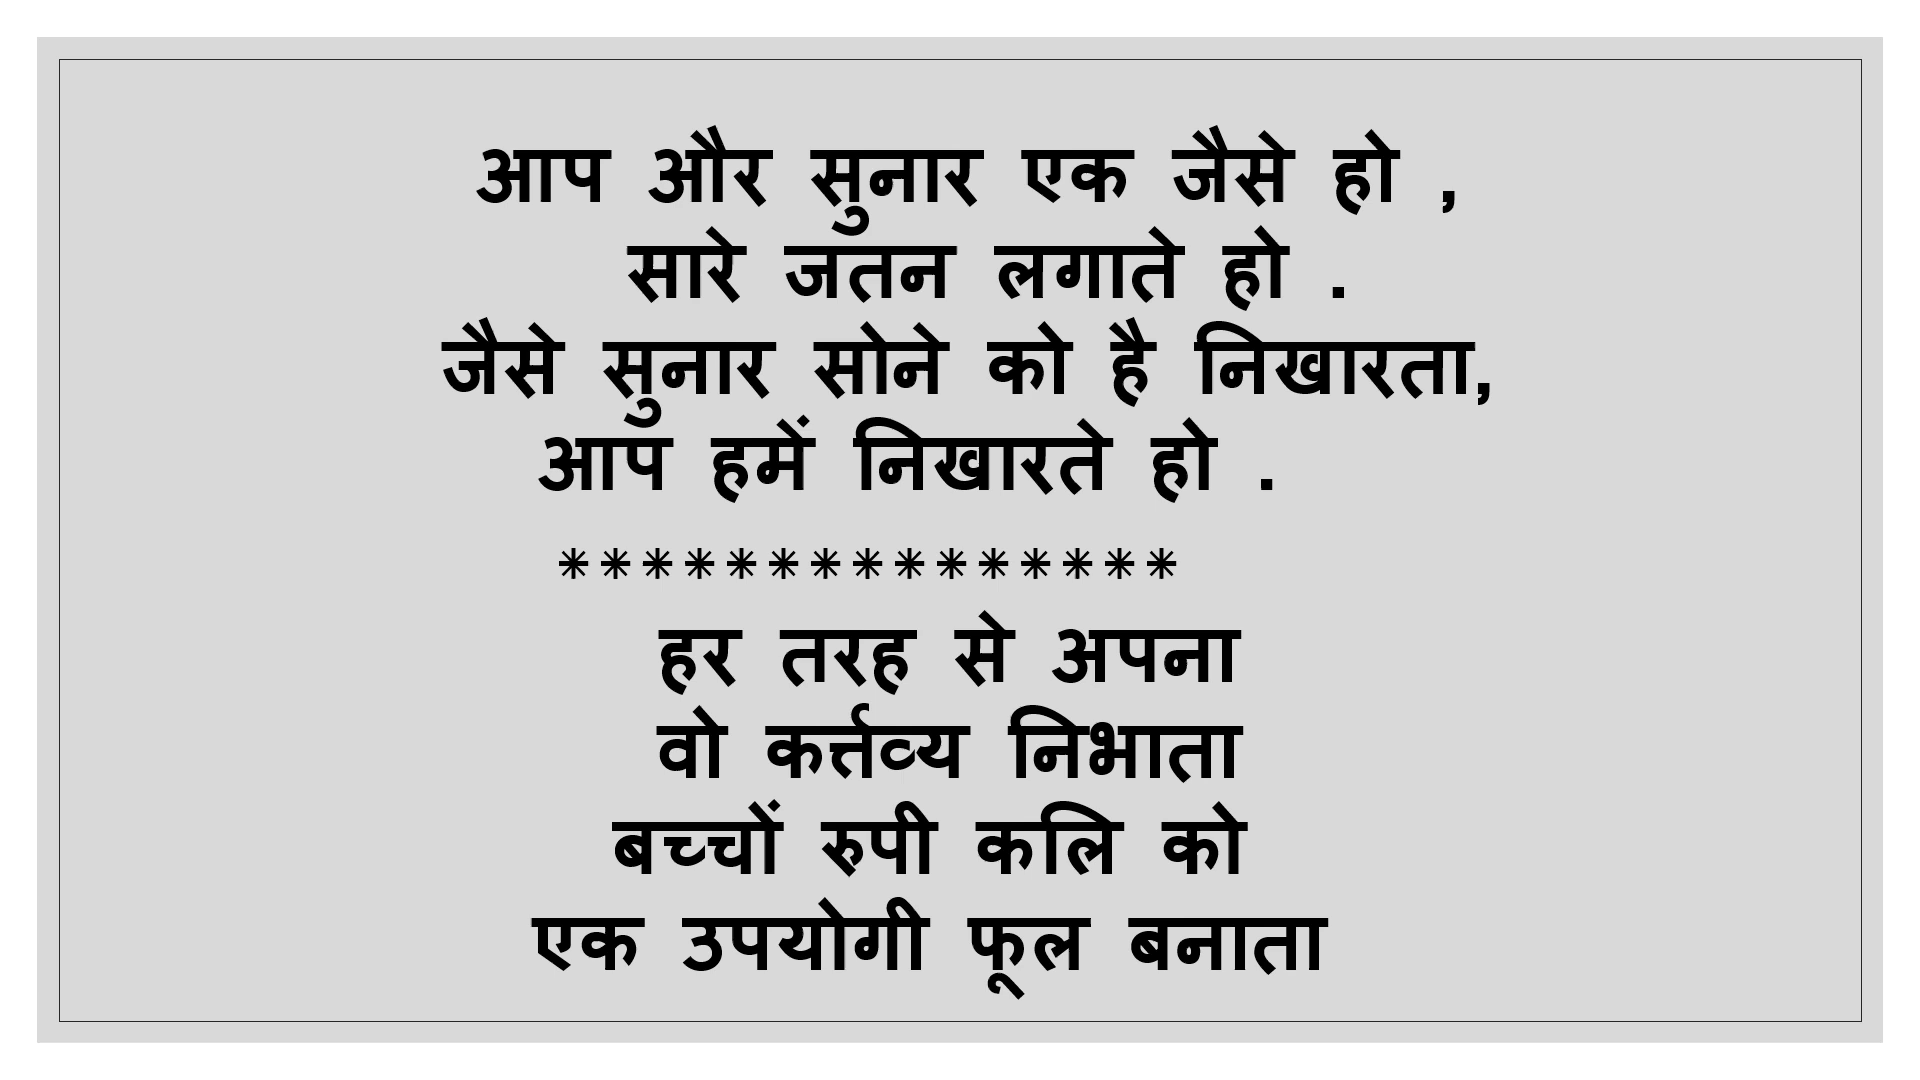 आप और सुनार एक जैसे हो ,
सारे जतन लगाते हो .
जैसे सुनार सोने को है निखारता,
आप हमें निखारते हो .
***************
हर तरह से अपना
वो कर्त्तव्य निभाता
बच्चों रुपी कलि को
एक उपयोगी फूल बनाता